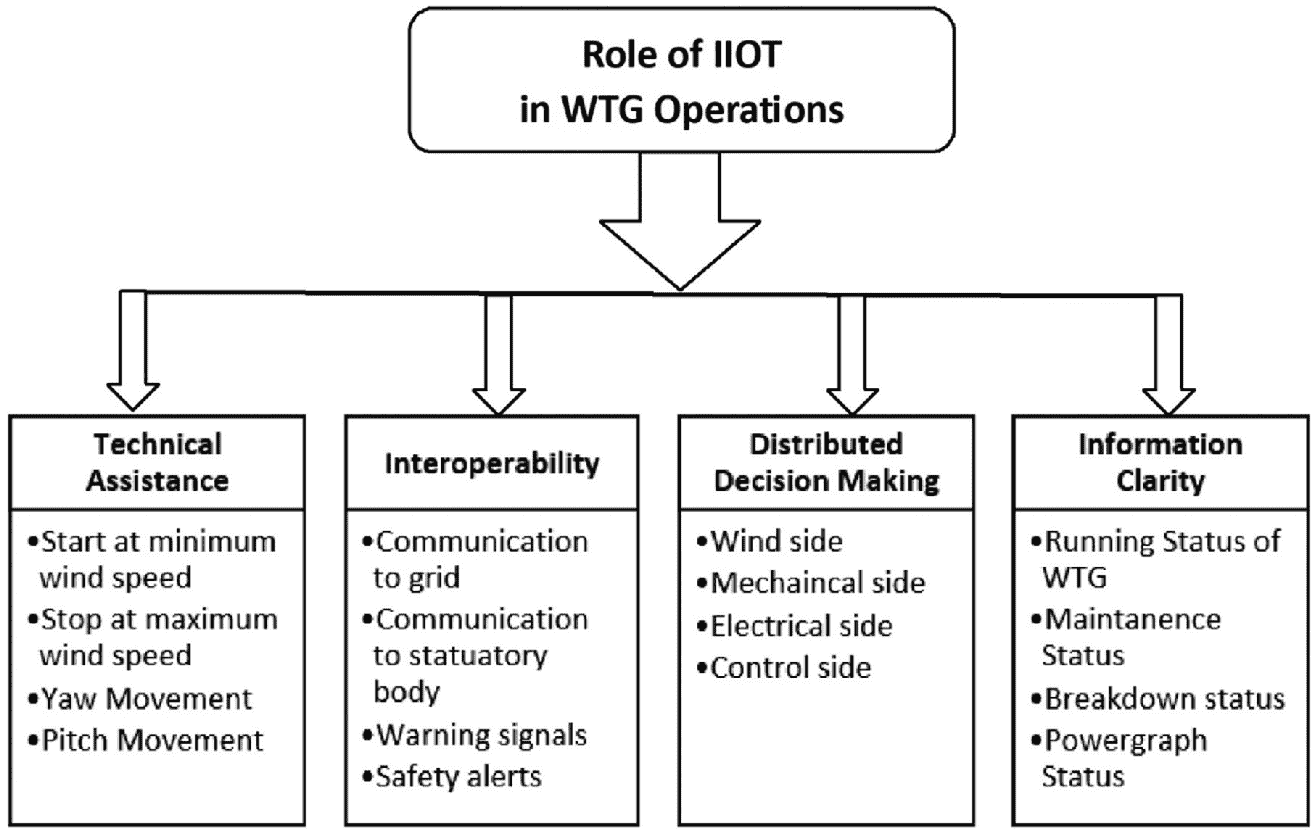 Role of IIOT
in WTG Operations
Technical
Assistance
•Start at minimum
wind speed
•Stop at maximum
wind speed
•Yaw Movement
•Pitch Movement
Interoperability
•Communication
to grid
•Communication
to statuatory
body
•Warning signals
•Safety alerts
Distributed
Decision Making
•Wind side
•Mechaincal side
•Electrical side
•Control side
Information
Clarity
•Running Status of
WTG
•Maintanence
Status
•Breakdown status
•Powergraph
Status